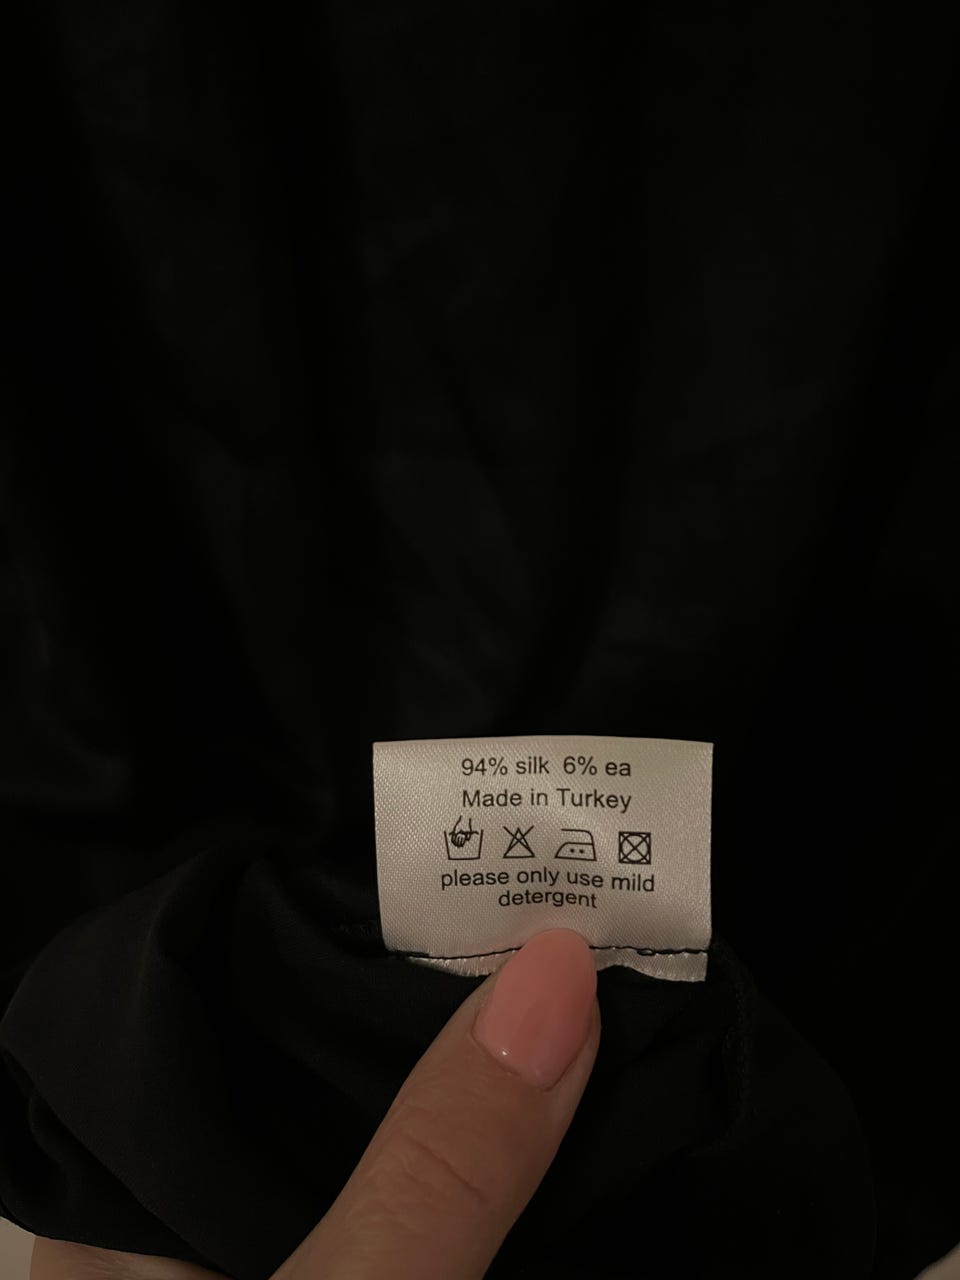 94% silk 6% ea
Made in Turkey
please only use mild
detergent